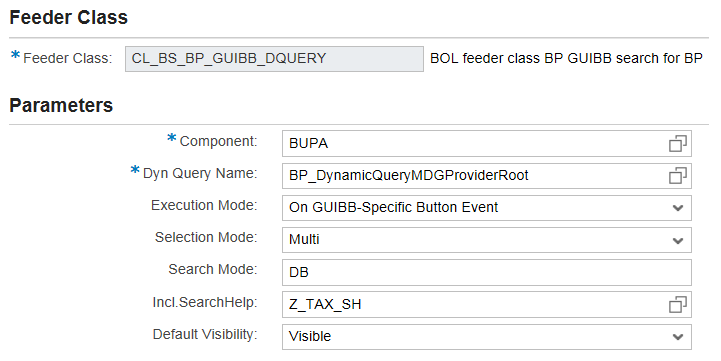 Feeder Class
* Feeder Class: CL_BS_BP_GUIBB_DQUERY BOL feeder class BP GUIBB search for BP
Parameters
* Component: BUPA
* Dyn Query Name: BP_DynamicQueryMDGProviderRoot
Execution Mode: On GUIBB-Specific Button Event
Selection Mode: Multi
Search Mode: DB
Incl.SearchHelp: Z_TAX_SH
Default Visibility: Visible